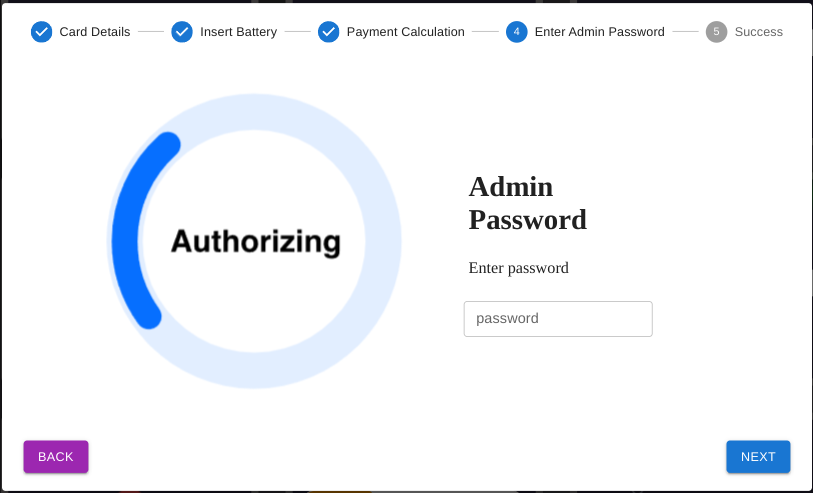 Card Details
Insert Battery
Payment Calculation
4 Enter Admin Password
5 Success
Authorizing
Admin
Password
Enter password
password
BACK
NEXT